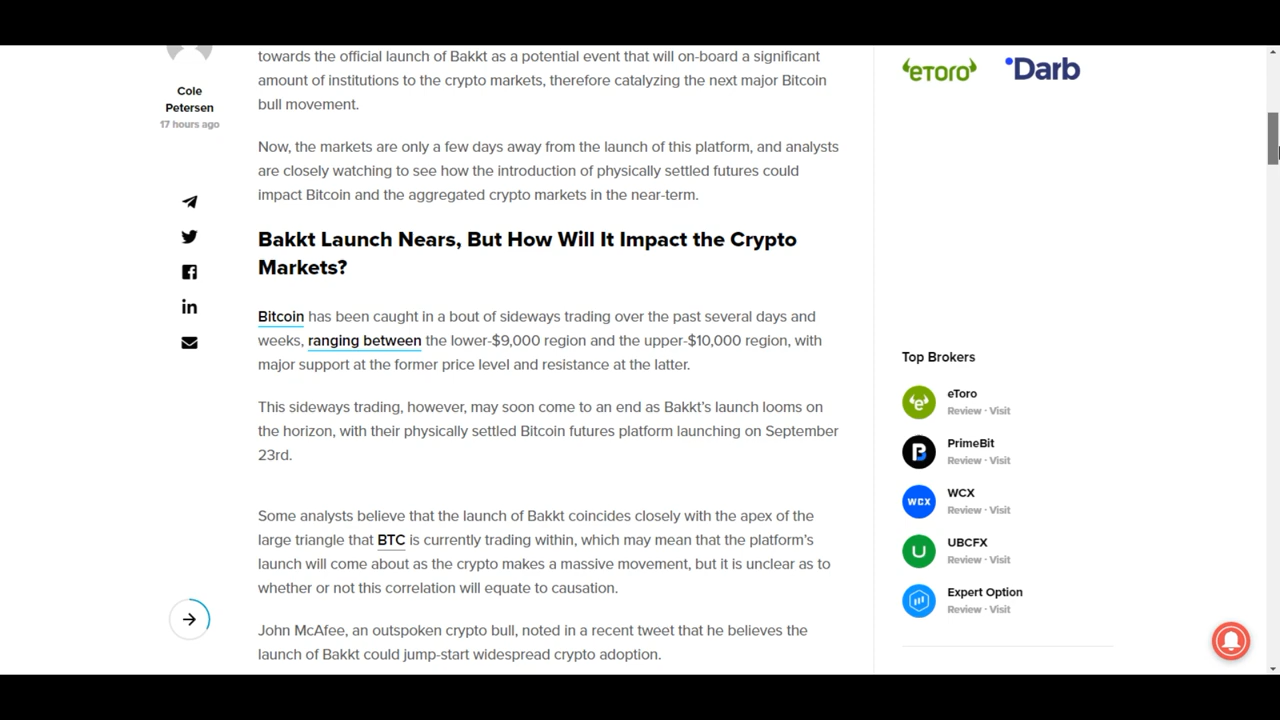 towards the official launch of Bakkt as a potential event that will on-board a significant
amount of institutions to the crypto markets, therefore catalyzing the next major Bitcoin
bull movement.
Cole
Petersen
17 hours ago
Now, the markets are only a few days away from the launch of this platform, and analysts
are closely watching to see how the introduction of physically settled futures could
impact Bitcoin and the aggregated crypto markets in the near-term.
Bakkt Launch Nears, But How Will It Impact the Crypto
Markets?
Bitcoin has been caught in a bout of sideways trading over the past several days and
weeks, ranging between the lower-$9,000 region and the upper-$10,000 region, with
major support at the former price level and resistance at the latter.
This sideways trading, however, may soon come to an end as Bakkt’s launch looms on
the horizon, with their physically settled Bitcoin futures platform launching on September
23rd.
Some analysts believe that the launch of Bakkt coincides closely with the apex of the
large triangle that BTC is currently trading within, which may mean that the platform’s
launch will come about as the crypto makes a massive movement, but it is unclear as to
whether or not this correlation will equate to causation.
John McAfee, an outspoken crypto bull, noted in a recent tweet that he believes the
launch of Bakkt could jump-start widespread crypto adoption.
eToro
Darb
Top Brokers
eToro
Review · Visit
PrimeBit
Review · Visit
WCX
WCX
Review · Visit
UBCFX
Review · Visit
Expert Option
Review · Visit